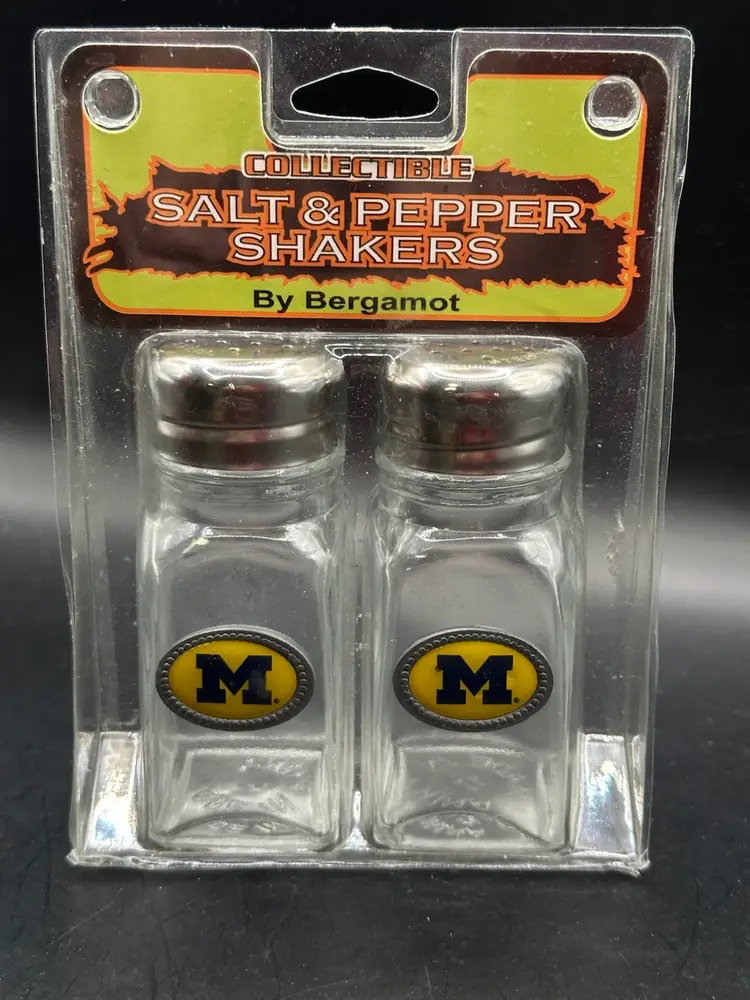 COLLECTIBLE
SALT & PEPPER
SHAKERS
By Bergamot
M M